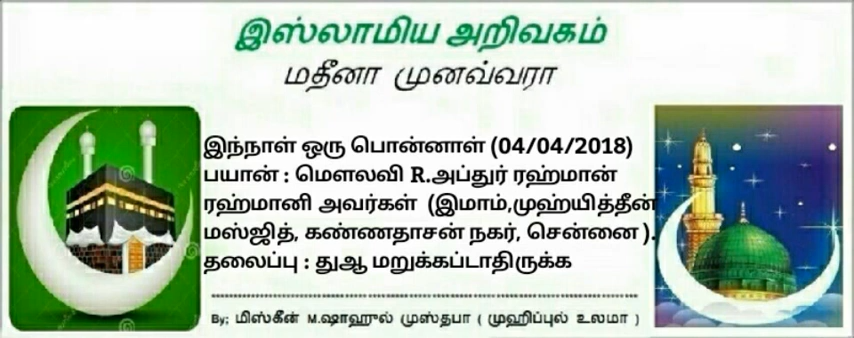 இஸ்லாமிய அறிவகம்
மதீனா முனவ்வரா
இந்நாள் ஒரு பொன்னாள் (04/04/2018)
பயான் : மௌலவி R.அப்துர் ரஹ்மான்
ரஹ்மானி அவர்கள் (இமாம்,முஹ்யித்தீன்
மஸ்ஜித், கண்ணதாசன் நகர், சென்னை ).
தலைப்பு : துஆ மறுக்கப்டாதிருக்க
By; மிஸ்கீன் M.ஷாஹுல் முஸ்தபா ( முஹிப்புல் உலமா )